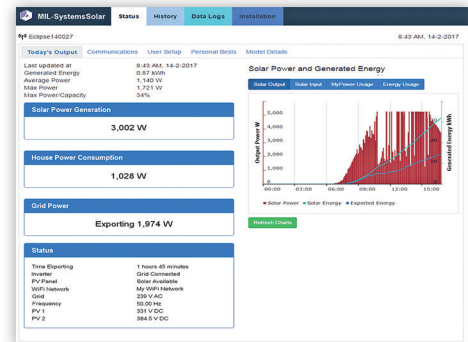 MIL-SystemsSolar Status History Data Logs Installation
Eclipse140027 8:43 AM, 14-2-2017
Today's Output Communications User Setup Personal Bests Model Details
Last updated at 8:43 AM, 14-2-2017
Generated Energy 0.87 kWh
Average Power 1,140 W
Max Power 1,721 W
Max Power/Capacity 34%
Solar Power Generation
3,002 W
House Power Consumption
1,028 W
Grid Power
Exporting 1,974 W
Status
Time Exporting 1 hours 45 minutes
Inverter Grid Connected
PV Panel Solar Available
WiFi Network My WiFi Network
Grid 239 V AC
Frequency 50.00 Hz
PV 1 331 V DC
PV 2 384.5 V DC
Solar Power and Generated Energy
Solar Output Solar Input MyPower Usage Energy Usage
Output Power W
5,000
4,000
3,000
2,000
1,000
0
00:00 03:00 06:00 09:00 12:00 15:00
Generated Energy kWh
Solar Power Solar Energy Exported Energy
Refresh Charts